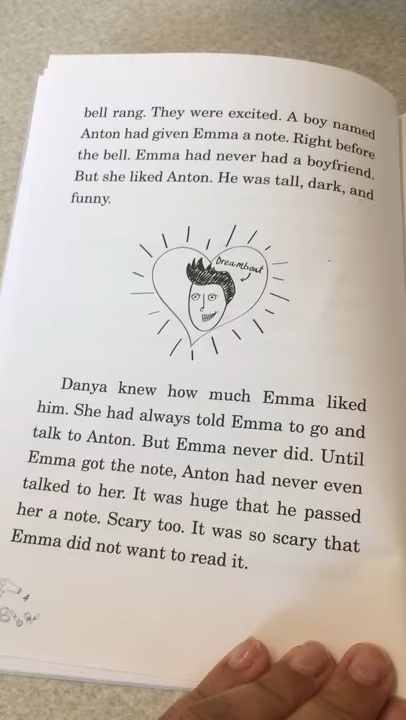 bell rang. They were excited. A boy named
Anton had given Emma a note. Right before
the bell. Emma had never had a boyfriend.
But she liked Anton. He was tall, dark, and
funny.
Dreamboat
Danya knew how much Emma liked
him. She had always told Emma to go and
talk to Anton. But Emma never did. Until
Emma got the note, Anton had never even
talked to her. It was huge that he passed
her a note. Scary too. It was so scary that
Emma did not want to read it.
4